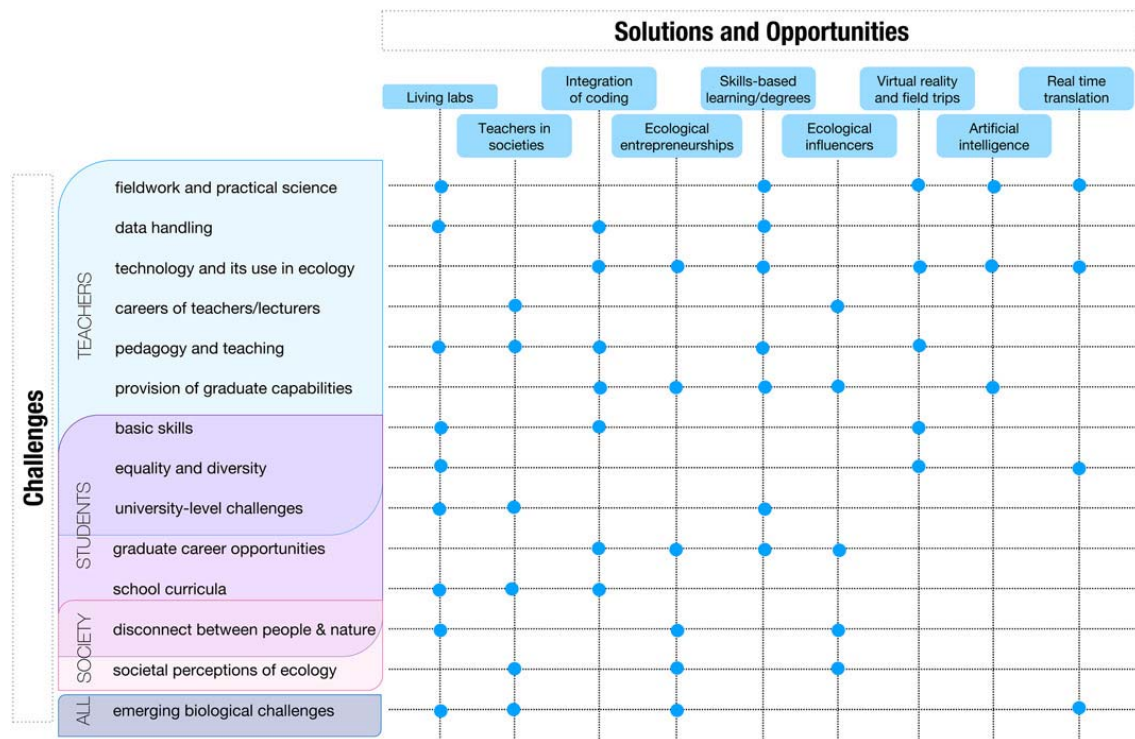 Solutions and Opportunities
Living labs
Integration
of coding
Skills-based
learning/degrees
Virtual reality
and field trips
Real time
translation
Teachers in
societies
Ecological
entrepreneurships
Ecological
influencers
Artificial
intelligence
Challenges
TEACHERS
fieldwork and practical science
data handling
technology and its use in ecology
careers of teachers/lecturers
pedagogy and teaching
provision of graduate capabilities
STUDENTS
basic skills
equality and diversity
university-level challenges
graduate career opportunities
school curricula
SOCIETY
disconnect between people & nature
societal perceptions of ecology
ALL
emerging biological challenges